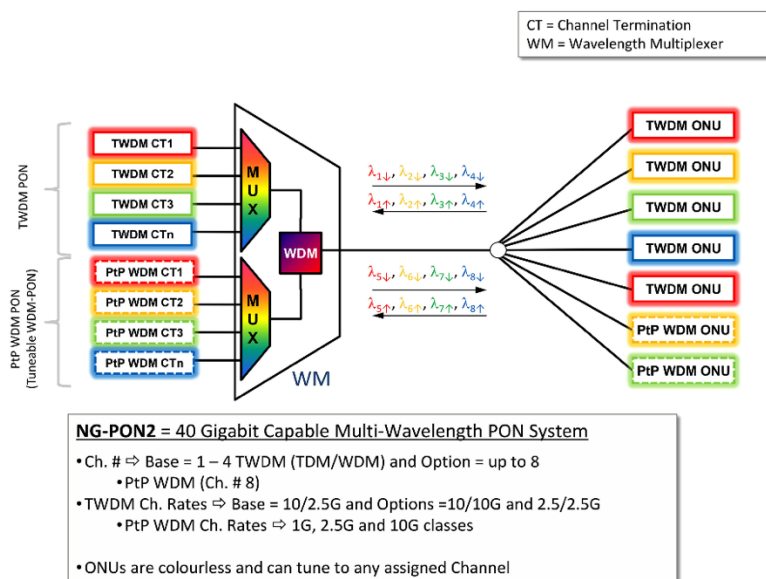 CT = Channel Termination
WM = Wavelength Multiplexer
TWDM PON
TWDM CT1
TWDM CT2
TWDM CT3
TWDM CTn
PtP WDM PON
(Tuneable WDM-PON)
PtP WDM CT1
PtP WDM CT2
PtP WDM CT3
PtP WDM CTn
MUX
MUX
WDM
WM
λ1↓, λ2↓, λ3↓, λ4↓
λ1↑, λ2↑, λ3↑, λ4↑
λ5↓, λ6↓, λ7↓, λ8↓
λ5↑, λ6↑, λ7↑, λ8↑
TWDM ONU
TWDM ONU
TWDM ONU
TWDM ONU
TWDM ONU
PtP WDM ONU
PtP WDM ONU
NG-PON2 = 40 Gigabit Capable Multi-Wavelength PON System
•Ch. # ⇨ Base = 1 – 4 TWDM (TDM/WDM) and Option = up to 8
•PtP WDM (Ch. # 8)
•TWDM Ch. Rates ⇨ Base = 10/2.5G and Options =10/10G and 2.5/2.5G
•PtP WDM Ch. Rates ⇨ 1G, 2.5G and 10G classes
•ONUs are colourless and can tune to any assigned Channel